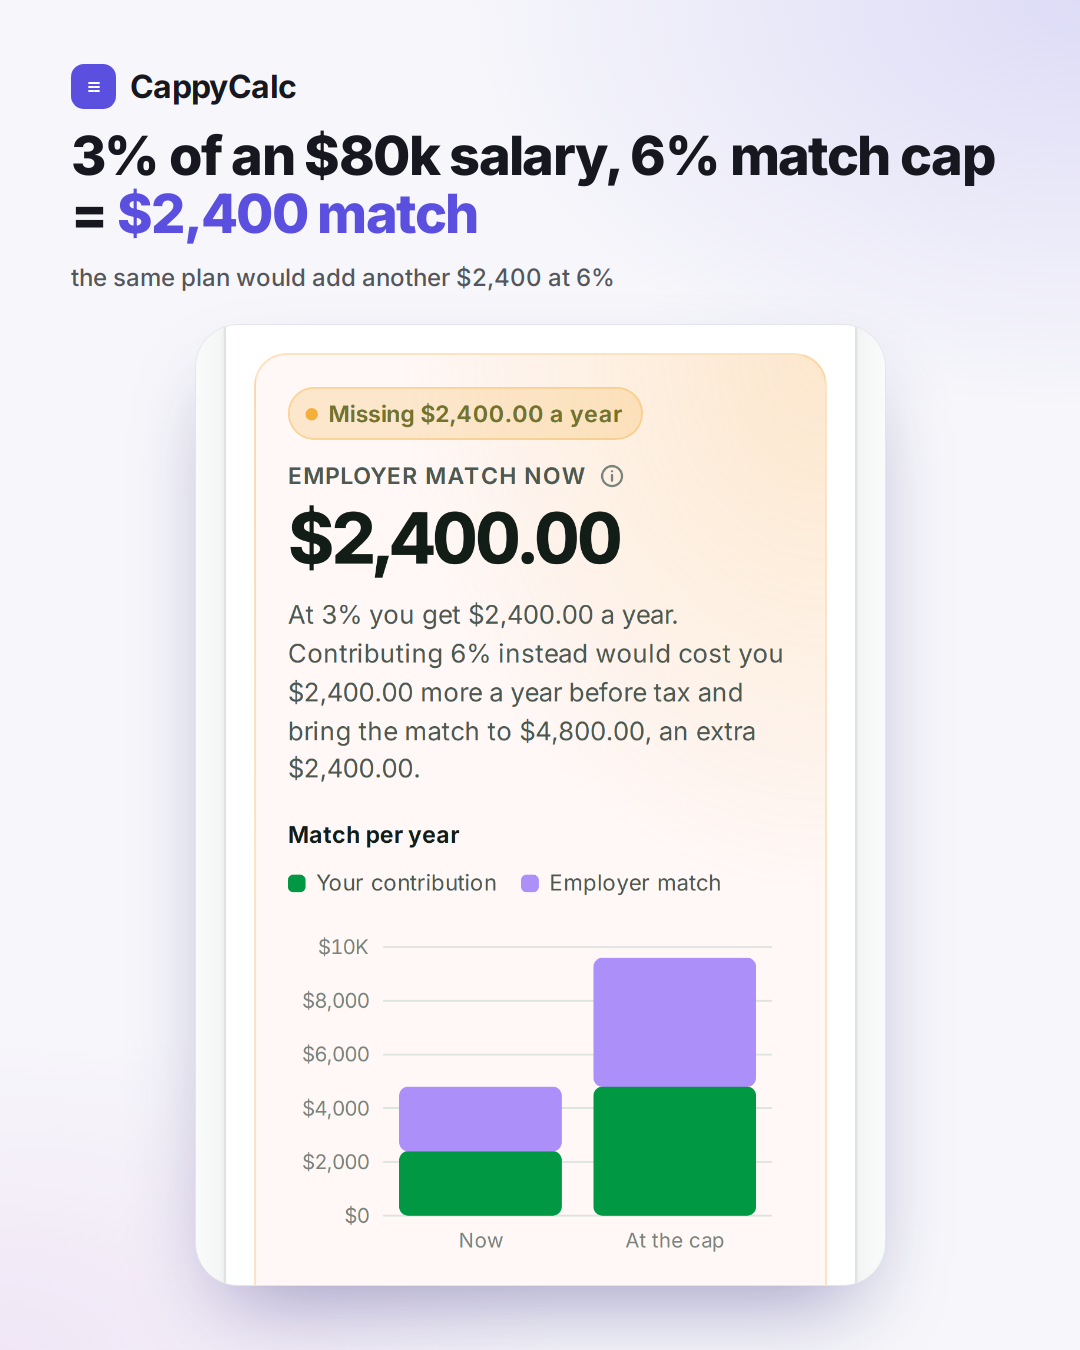 CappyCalc
3% of an $80k salary, 6% match cap
= $2,400 match
the same plan would add another $2,400 at 6%
Missing $2,400.00 a year
EMPLOYER MATCH NOW
$2,400.00
At 3% you get $2,400.00 a year.
Contributing 6% instead would cost you
$2,400.00 more a year before tax and
bring the match to $4,800.00, an extra
$2,400.00.
Match per year
Your contribution Employer match
$10K
$8,000
$6,000
$4,000
$2,000
$0
Now At the cap